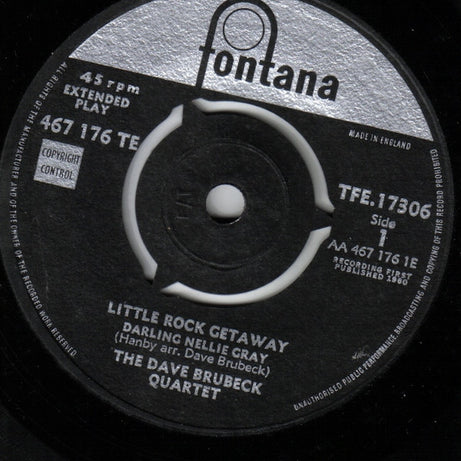 fontana
45 rpm
EXTENDED
PLAY
467 176 TE
COPYRIGHT
CONTROL
MADE IN ENGLAND
TFE.17306
Side
1
AA 467 176 1E
RECORDING FIRST
PUBLISHED 1960
LITTLE ROCK GETAWAY
DARLING NELLIE GRAY
(Hanby arr. Dave Brubeck)
THE DAVE BRUBECK
QUARTET
ALL RIGHTS OF THE MANUFACTURER AND OF THE OWNER OF THE RECORDED WORK RESERVED
UNAUTHORISED PUBLIC PERFORMANCE, BROADCASTING AND COPYING OF THIS RECORD PROHIBITED